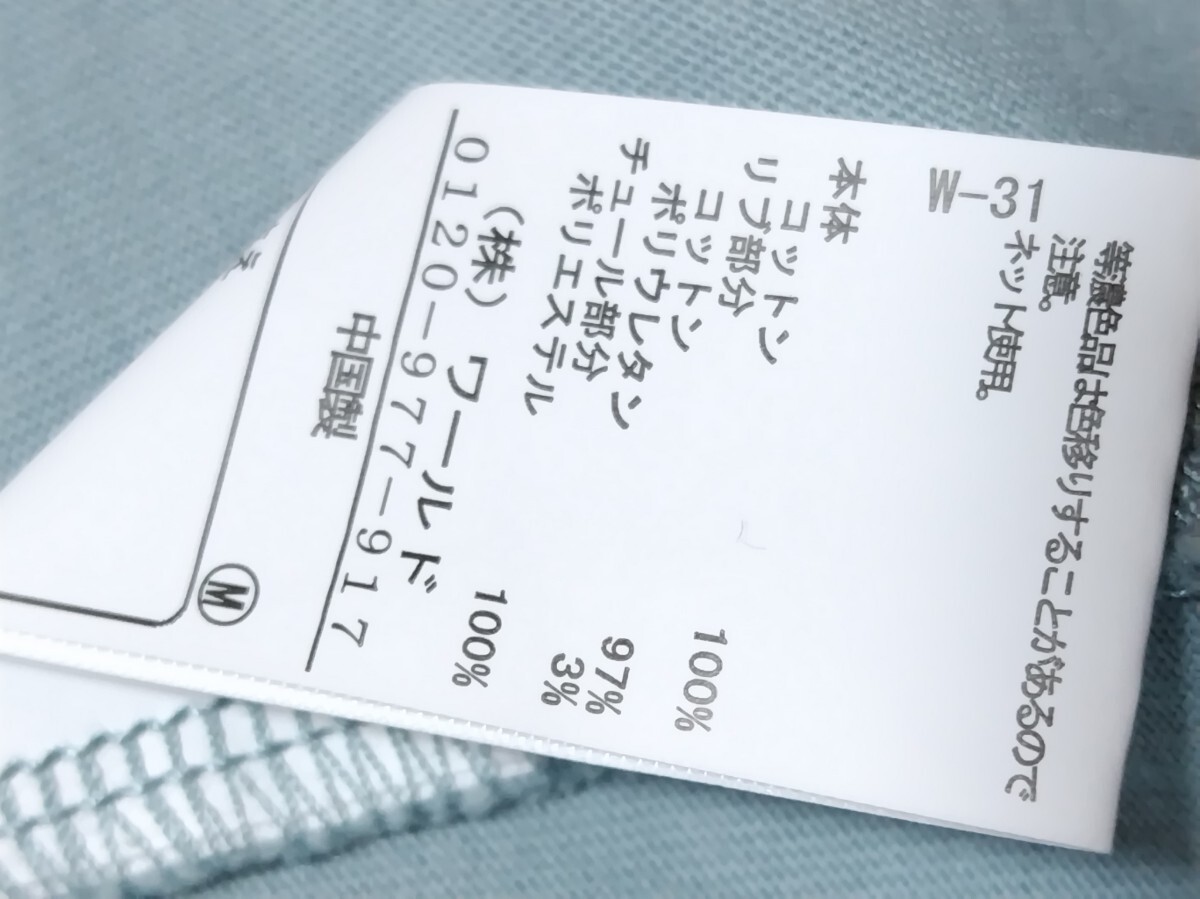 等濃色品は色移りすることがあるので
注意。
ネット使用。
W-31
本体
コットン 100%
リブ部分
コットン 97%
ポリウレタン 3%
チュール部分
ポリエステル 100%
(株) ワールド
0120-977-917
中国製
M